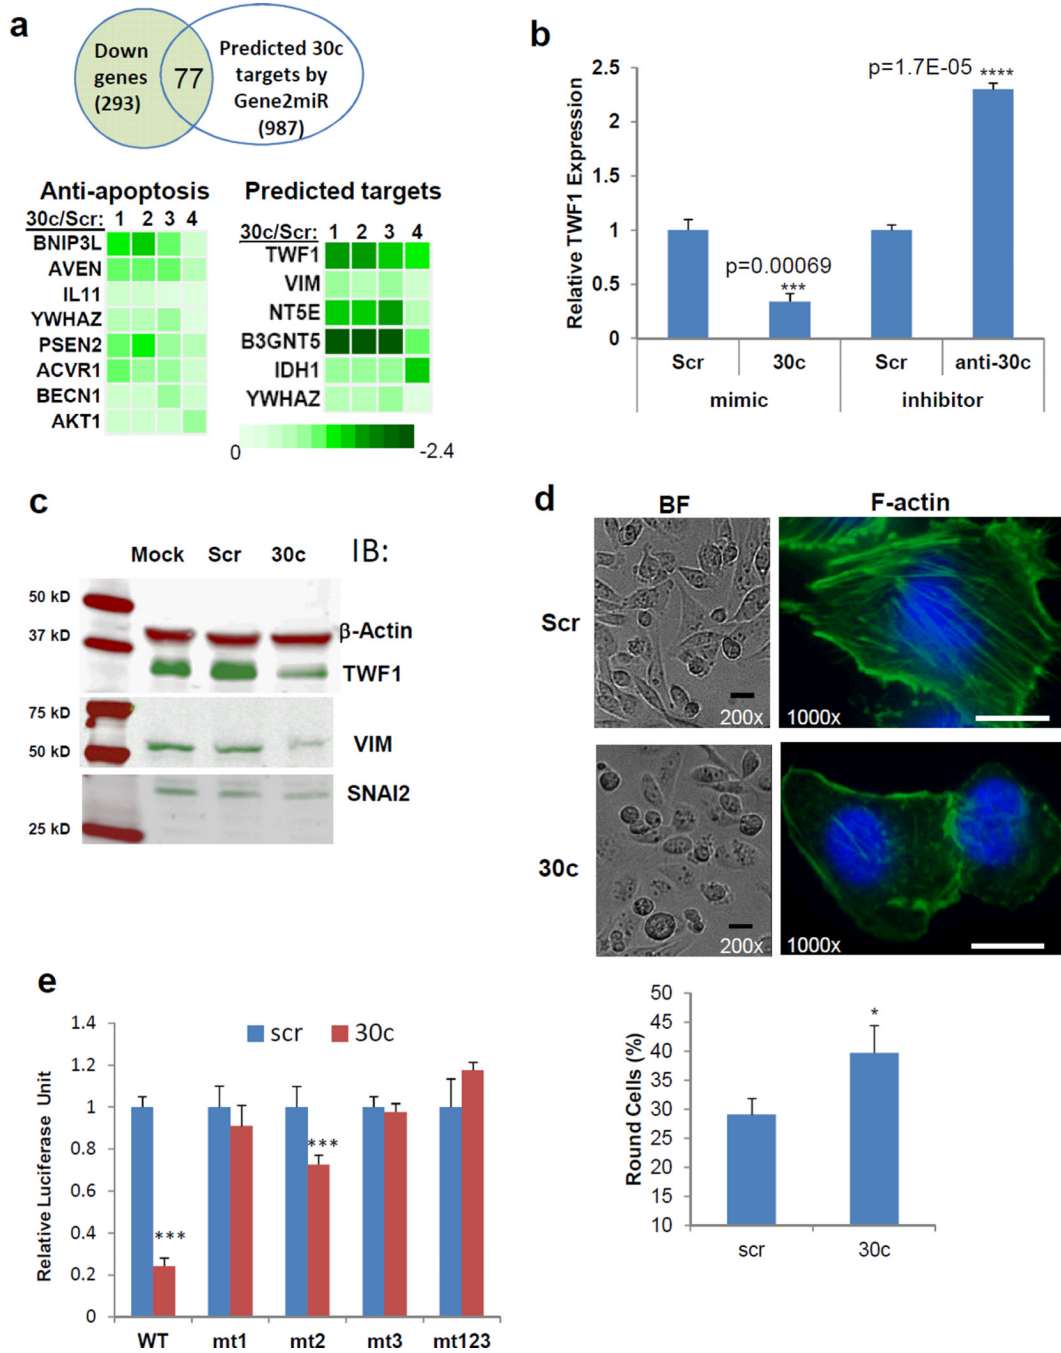 a
Down
genes
(293)
77
Predicted 30c
targets by
Gene2miR
(987)
Anti-apoptosis
30c/Scr: 1 2 3 4
BNIP3L
AVEN
IL11
YWHAZ
PSEN2
ACVR1
BECN1
AKT1
Predicted targets
30c/Scr: 1 2 3 4
TWF1
VIM
NT5E
B3GNT5
IDH1
YWHAZ
0 -2.4
b
Relative TWF1 Expression
2.5
2
1.5
1
0.5
0
p=1.7E-05 ****
p=0.00069
***
Scr 30c Scr anti-30c
mimic inhibitor
c
Mock Scr 30c IB:
50 kD
37 kD
β-Actin
TWF1
75 kD
50 kD
VIM
SNAI2
25 kD
d
BF F-actin
Scr
200x
1000x
30c
200x
1000x
Round Cells (%)
50
45
40
35
30
25
20
15
10
*
scr 30c
e
Relative Luciferase Unit
1.4
1.2
1
0.8
0.6
0.4
0.2
0
scr 30c
***
***
WT mt1 mt2 mt3 mt123